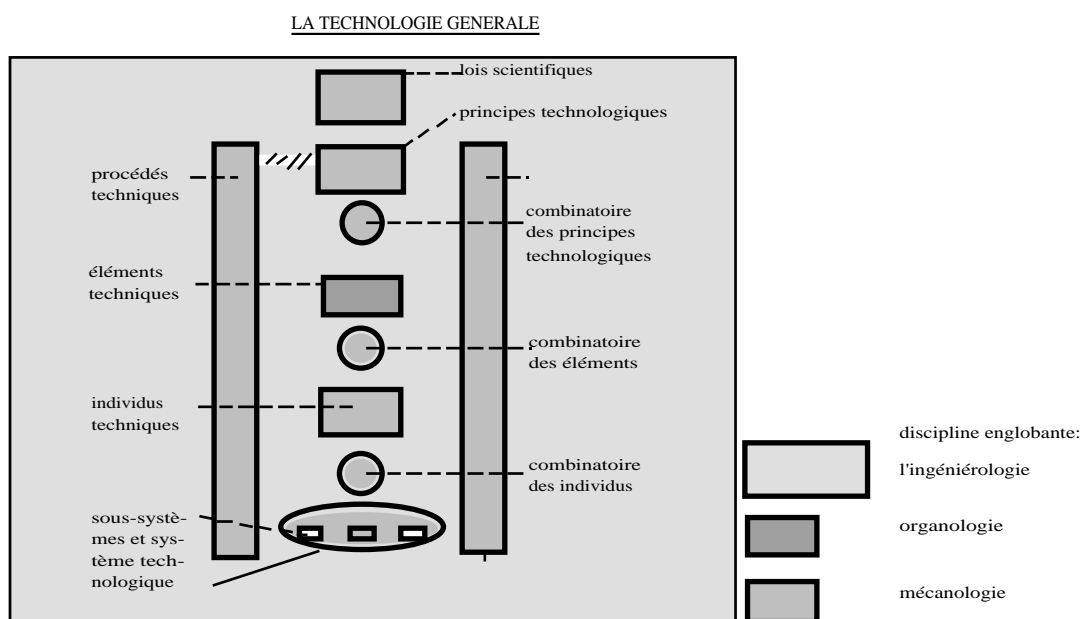 LA TECHNOLOGIE GENERALE
lois scientifiques
principes technologiques
procédés
techniques
combinatoire
des principes
technologiques
éléments
techniques
combinatoire
des éléments
individus
techniques
combinatoire
des individus
sous-systè-
mes et sys-
tème tech-
nologique
discipline englobante:
l'ingéniérologie
organologie
mécanologie